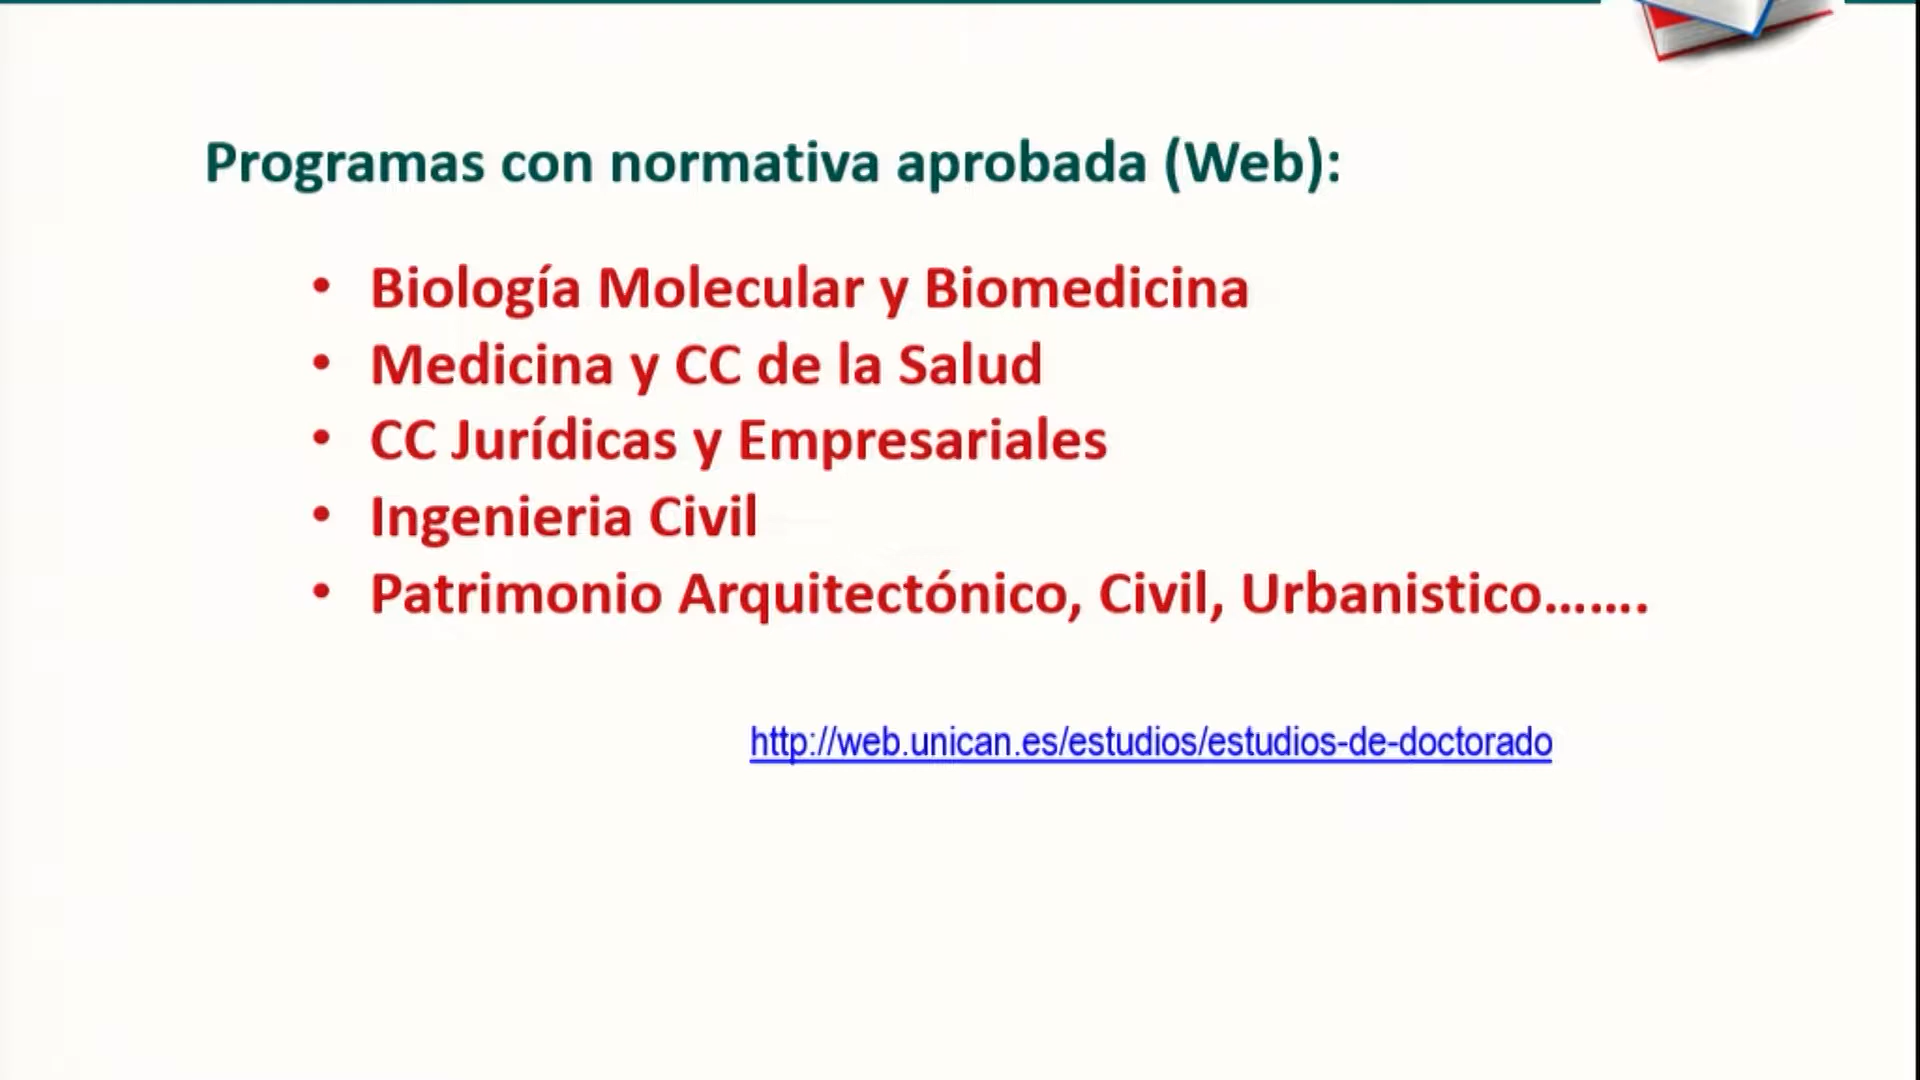 Programas con normativa aprobada (Web):
• Biología Molecular y Biomedicina
• Medicina y CC de la Salud
• CC Jurídicas y Empresariales
• Ingenieria Civil
• Patrimonio Arquitectónico, Civil, Urbanistico…….
http://web.unican.es/estudios/estudios-de-doctorado